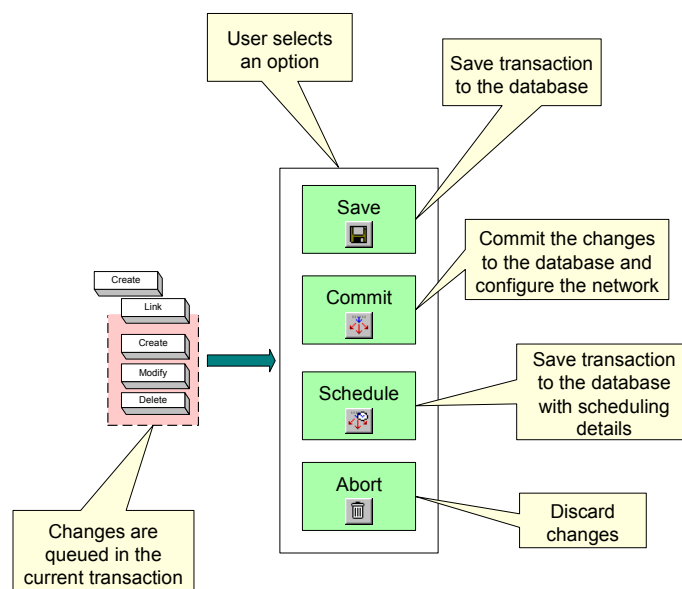 User selects
an option
Save transaction
to the database
Save
Commit the changes
to the database and
configure the network
Commit
Create
Link
Create
Modify
Delete
Schedule
Save transaction
to the database
with scheduling
details
Abort
Discard
changes
Changes are
queued in the
current transaction